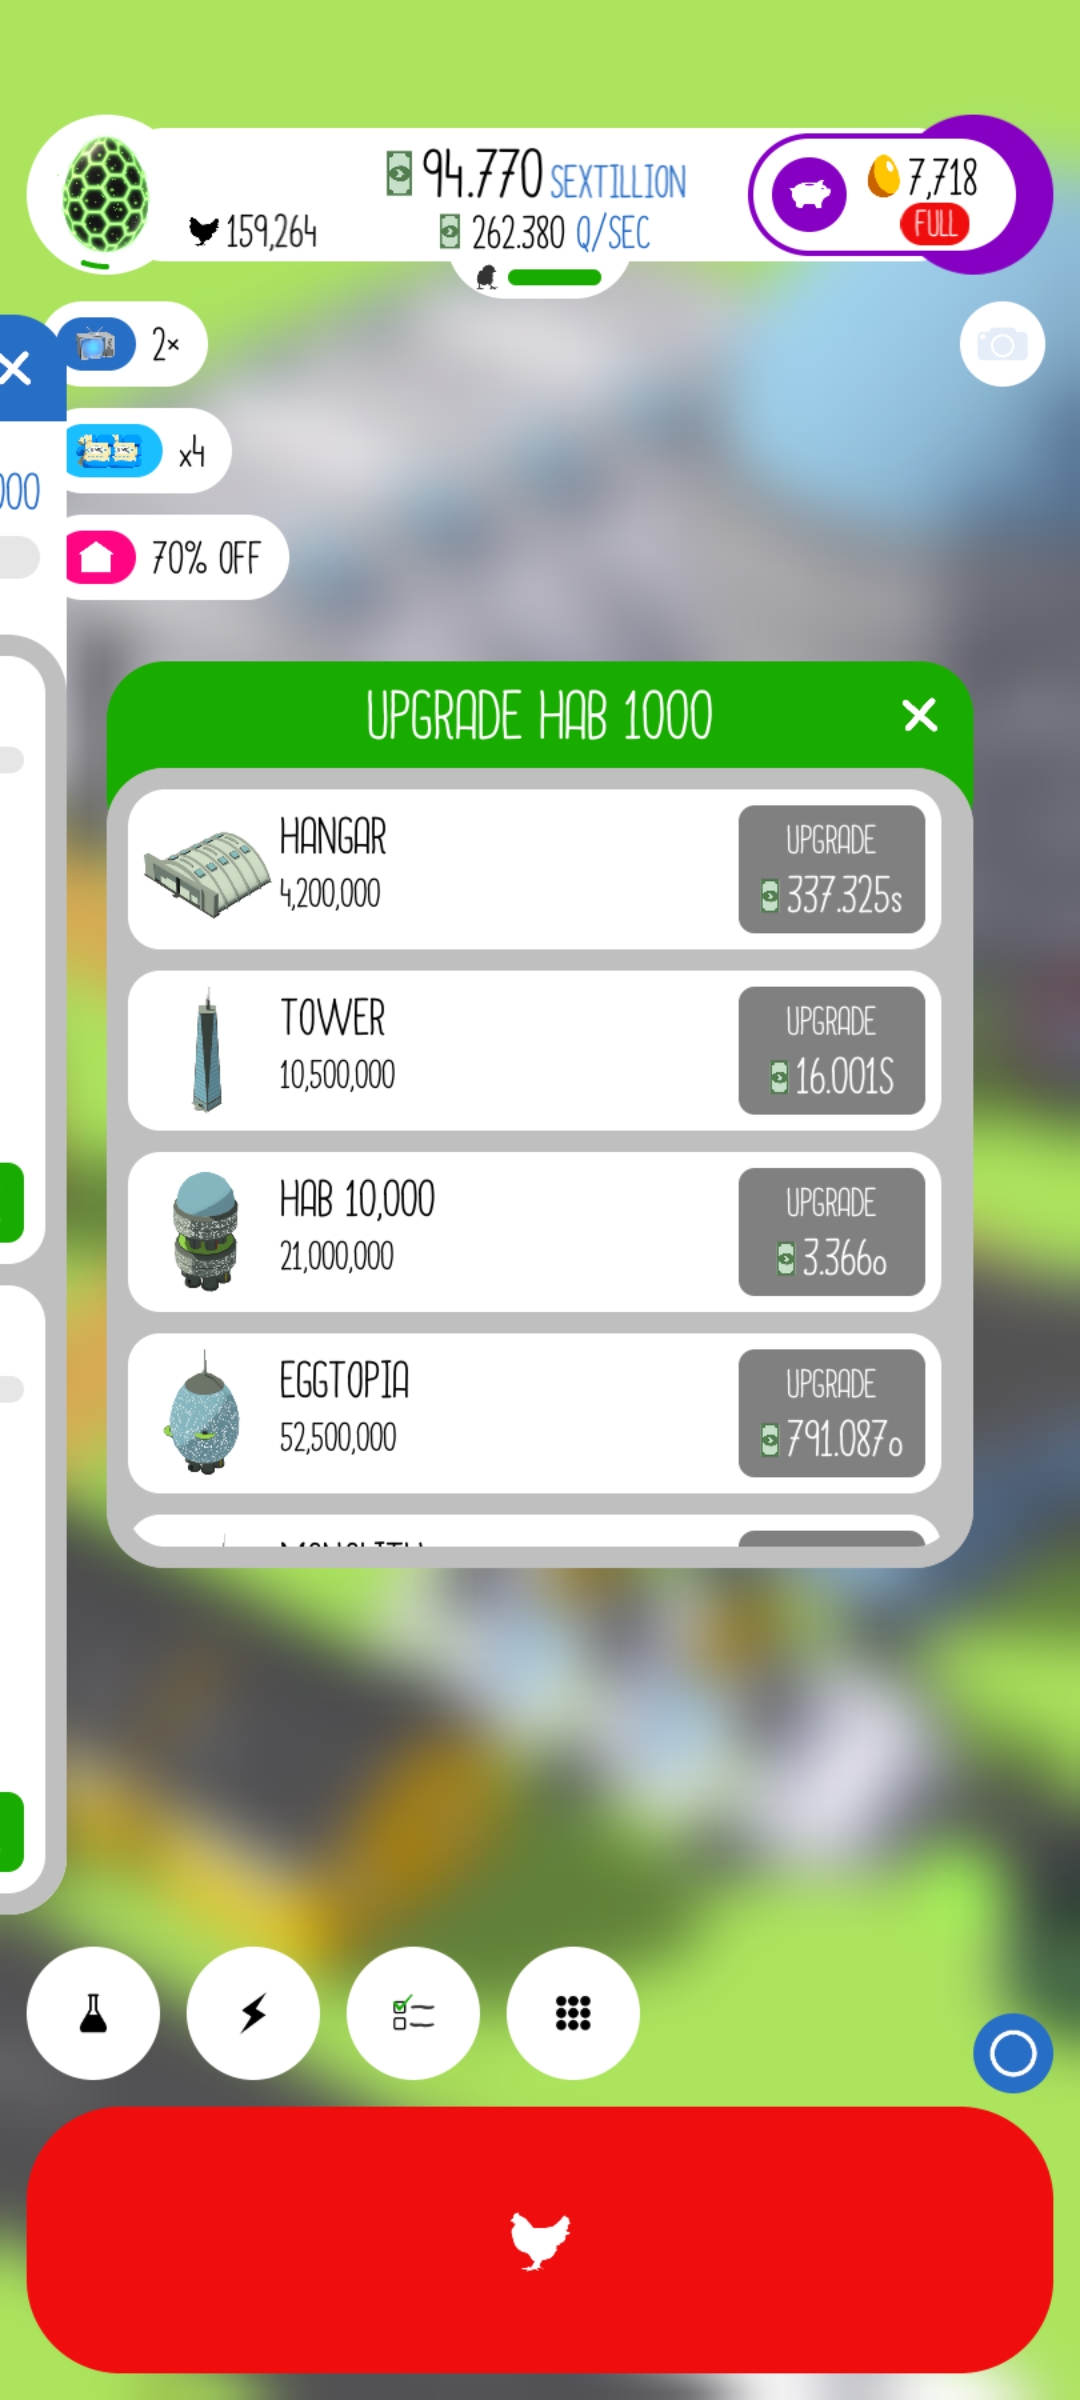 94.770 SEXTILLION
7,718
159,264
262.380 Q/SEC
FULL
2×
x4
70% OFF
UPGRADE HAB 1000
HANGAR
4,200,000
UPGRADE
337.325s
TOWER
10,500,000
UPGRADE
16.001S
HAB 10,000
21,000,000
UPGRADE
3.366o
EGGTOPIA
52,500,000
UPGRADE
791.087o